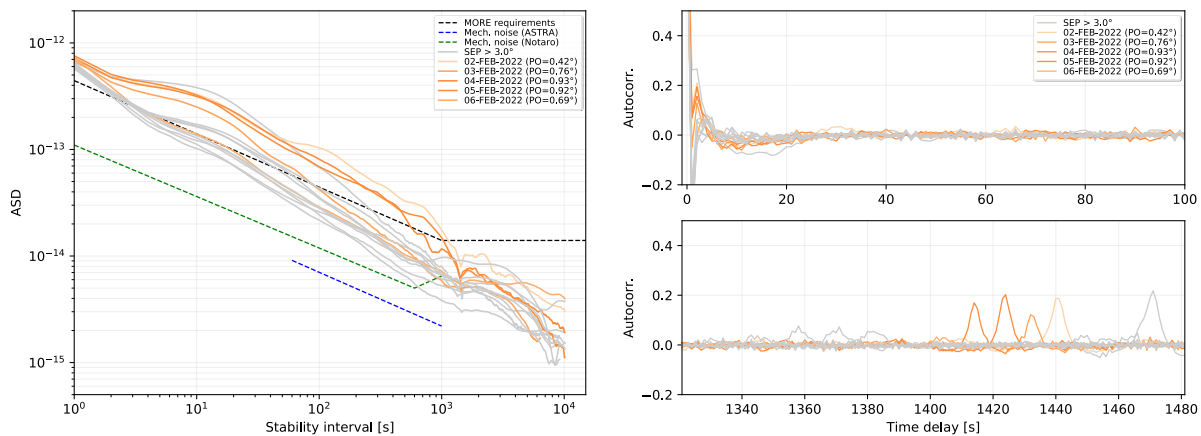 10⁻¹²
10⁻¹³
10⁻¹⁴
10⁻¹⁵
ASD
10⁰
10¹
10²
10³
10⁴
Stability interval [s]
MORE requirements
Mech. noise (ASTRA)
Mech. noise (Notaro)
SEP > 3.0°
02-FEB-2022 (PO=0.42°)
03-FEB-2022 (PO=0.76°)
04-FEB-2022 (PO=0.93°)
05-FEB-2022 (PO=0.92°)
06-FEB-2022 (PO=0.69°)
0.4
0.2
0.0
−0.2
Autocorr.
0
20
40
60
80
100
SEP > 3.0°
02-FEB-2022 (PO=0.42°)
03-FEB-2022 (PO=0.76°)
04-FEB-2022 (PO=0.93°)
05-FEB-2022 (PO=0.92°)
06-FEB-2022 (PO=0.69°)
0.4
0.2
0.0
−0.2
Autocorr.
1340
1360
1380
1400
1420
1440
1460
1480
Time delay [s]